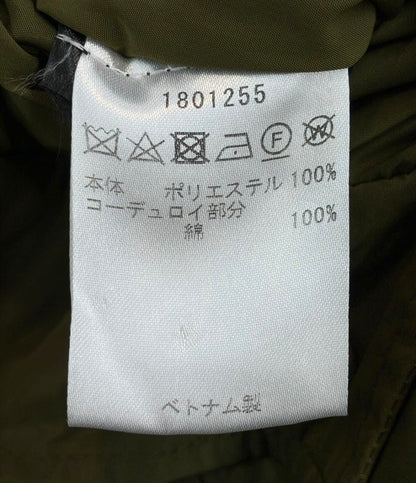 1801255
本体 ポリエステル 100%
コーデュロイ部分
綿 100%
ベトナム製